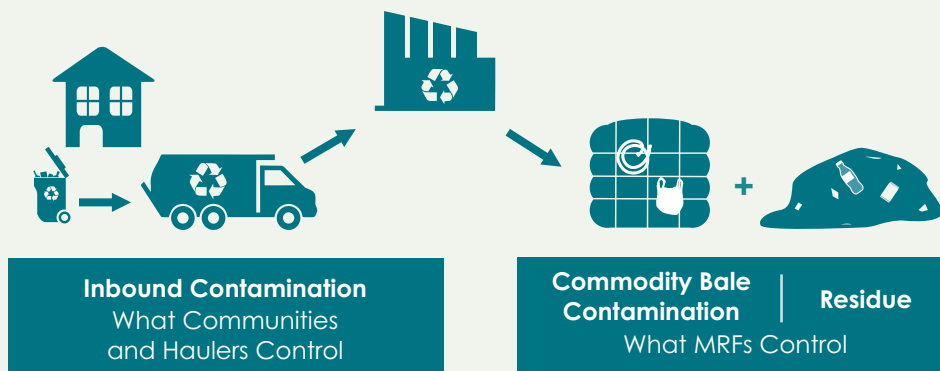 Inbound Contamination
What Communities
and Haulers Control
Commodity Bale
Contamination
Residue
What MRFs Control